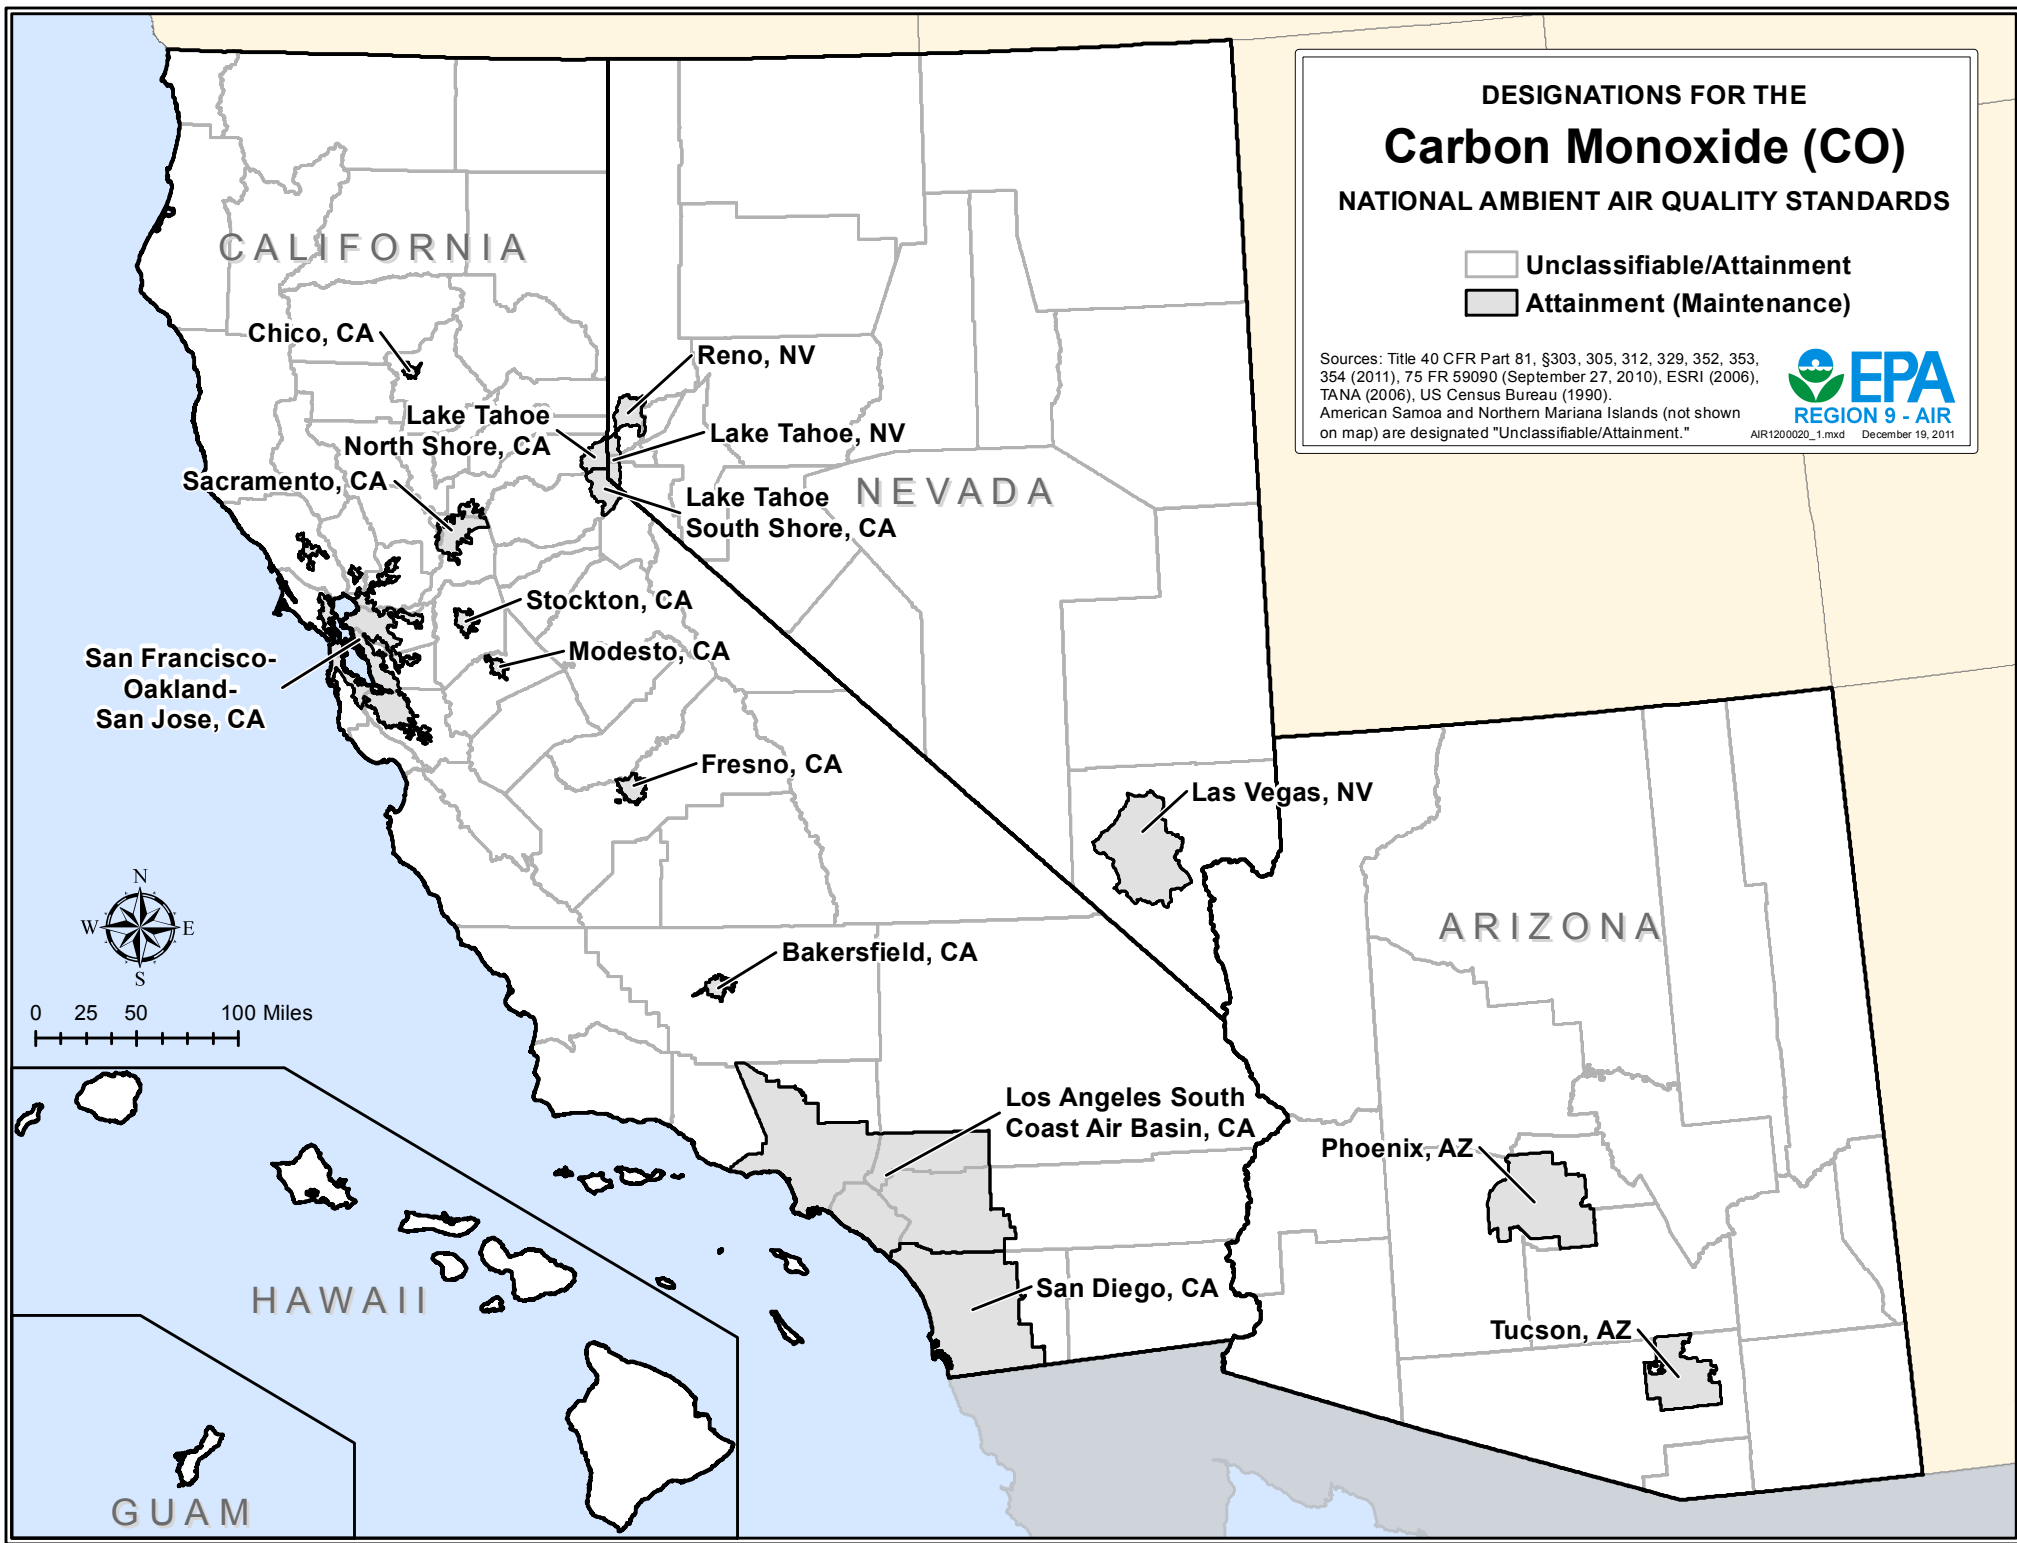 DESIGNATIONS FOR THE
Carbon Monoxide (CO)
NATIONAL AMBIENT AIR QUALITY STANDARDS
Unclassifiable/Attainment
Attainment (Maintenance)
Sources: Title 40 CFR Part 81, §303, 305, 312, 329, 352, 353,
354 (2011), 75 FR 59090 (September 27, 2010), ESRI (2006),
TANA (2006), US Census Bureau (1990).
American Samoa and Northern Mariana Islands (not shown
on map) are designated "Unclassifiable/Attainment."
EPA
REGION 9 - AIR
AIR1200020_1.mxd December 19, 2011
CALIFORNIA
Chico, CA
Reno, NV
Lake Tahoe
North Shore, CA
Lake Tahoe, NV
Sacramento, CA
Lake Tahoe
South Shore, CA
NEVADA
Stockton, CA
Modesto, CA
San Francisco-
Oakland-
San Jose, CA
Fresno, CA
Las Vegas, NV
ARIZONA
Bakersfield, CA
N
W
E
S
0 25 50 100 Miles
Los Angeles South
Coast Air Basin, CA
Phoenix, AZ
San Diego, CA
Tucson, AZ
HAWAII
GUAM